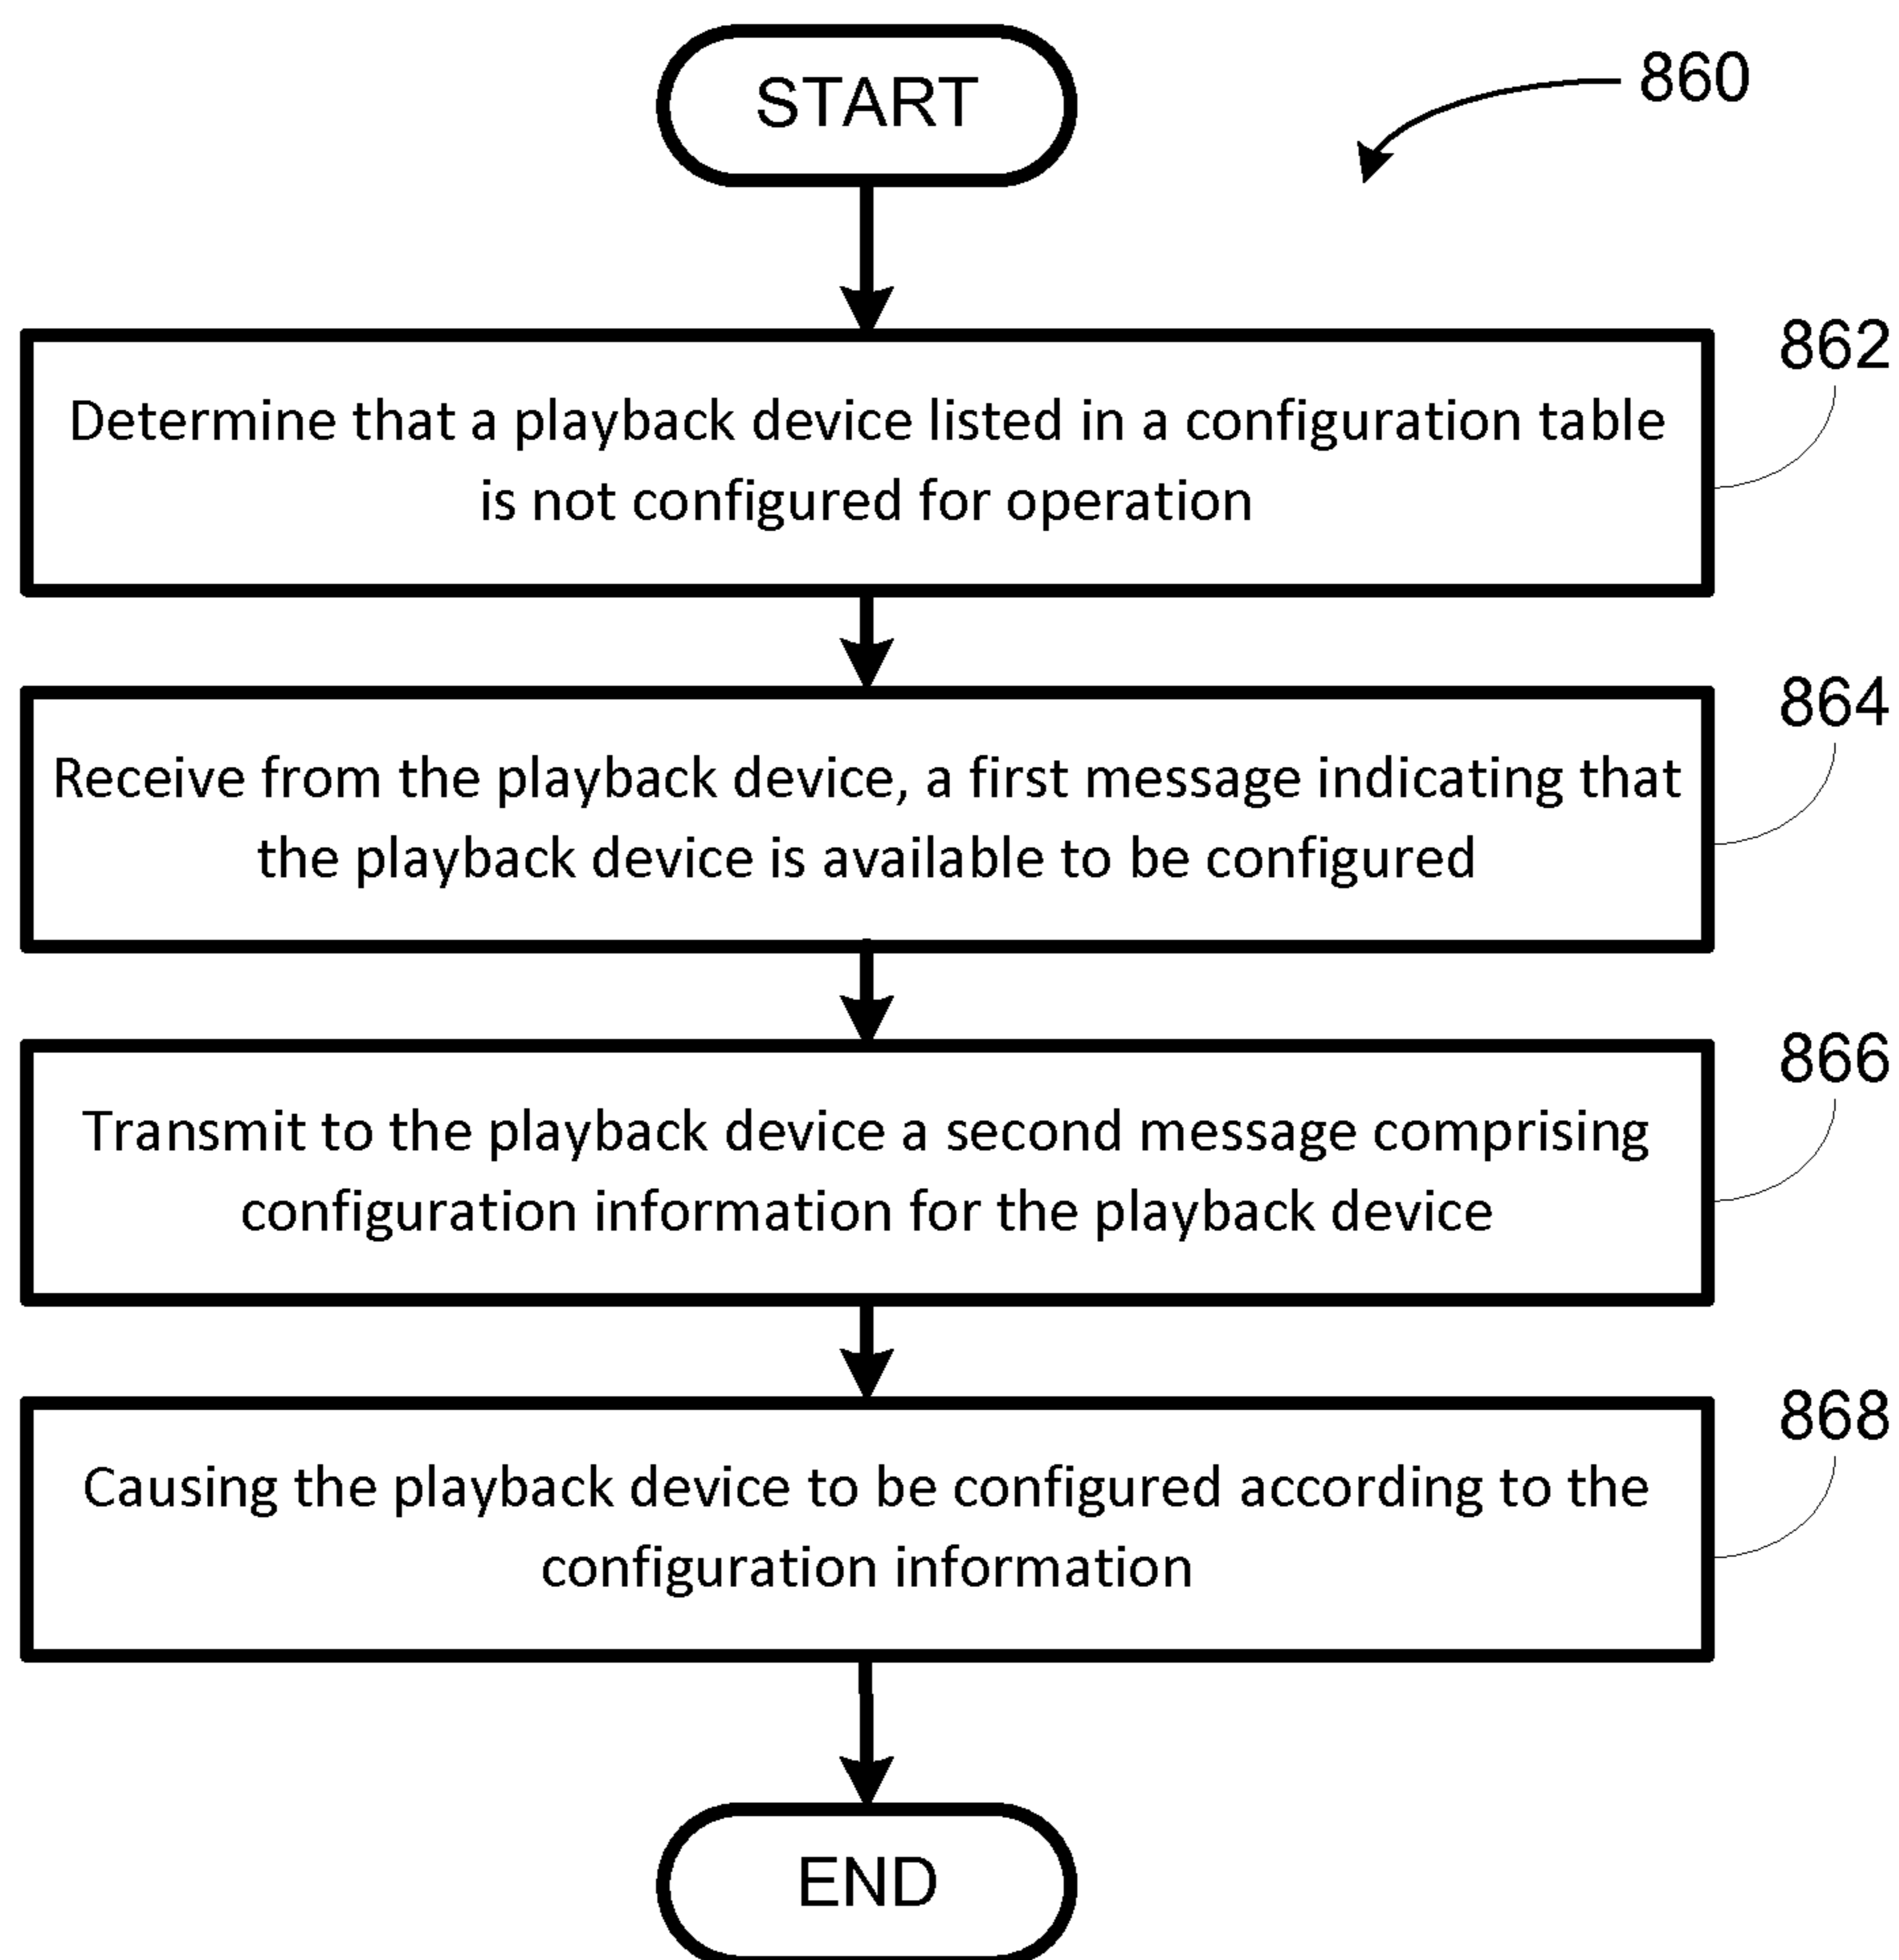 START
860
862
Determine that a playback device listed in a configuration table
is not configured for operation
864
Receive from the playback device, a first message indicating that
the playback device is available to be configured
866
Transmit to the playback device a second message comprising
configuration information for the playback device
868
Causing the playback device to be configured according to the
configuration information
END